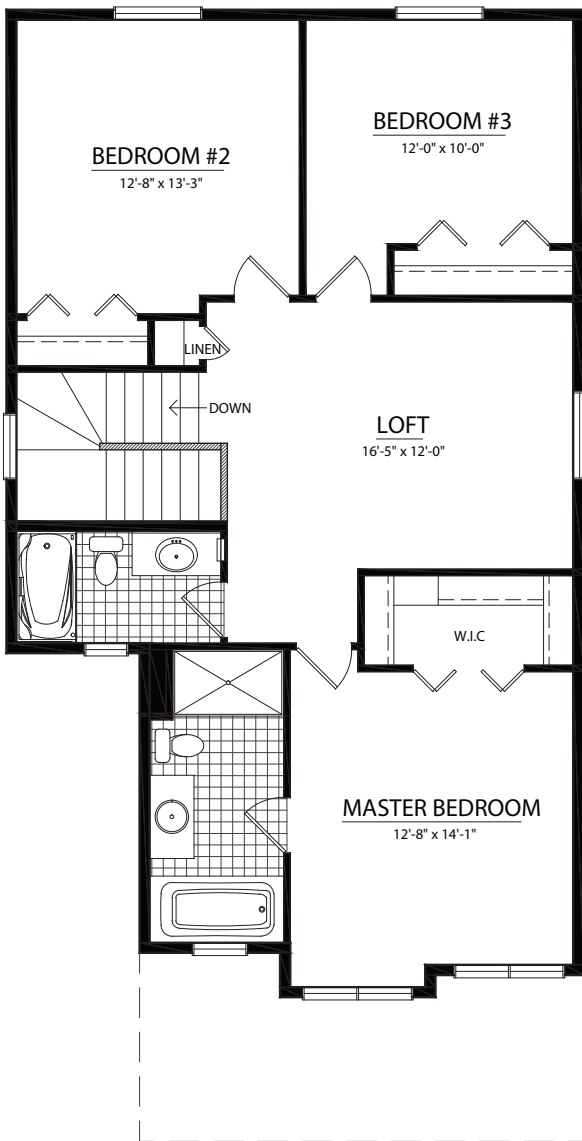 BEDROOM #2
12'-8" x 13'-3"
BEDROOM #3
12'-0" x 10'-0"
LINEN
DOWN
LOFT
16'-5" x 12'-0"
W.I.C
MASTER BEDROOM
12'-8" x 14'-1"